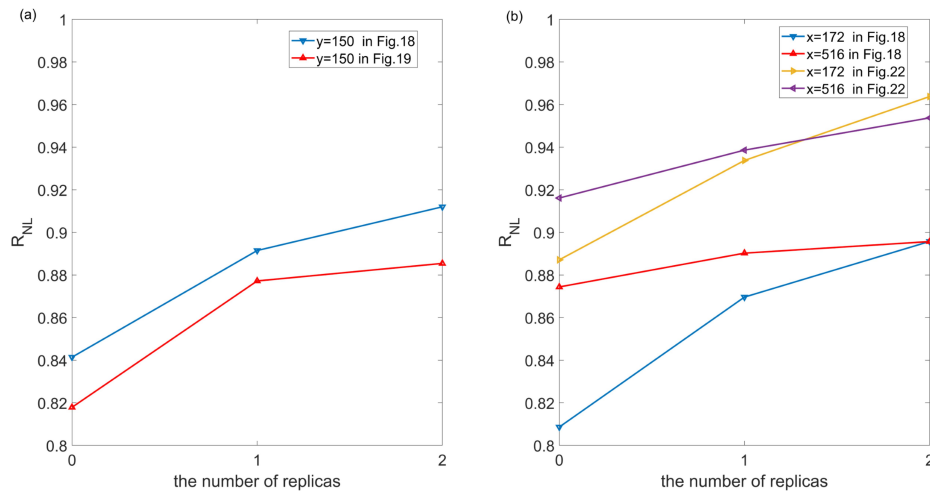 (a)
1
0.98
0.96
0.94
0.92
0.9
0.88
0.86
0.84
0.82
0.8
R_NL
0
1
2
the number of replicas
y=150 in Fig.18
y=150 in Fig.19
(b)
1
0.98
0.96
0.94
0.92
0.9
0.88
0.86
0.84
0.82
0.8
R_NL
0
1
2
the number of replicas
x=172 in Fig.18
x=516 in Fig.18
x=172 in Fig.22
x=516 in Fig.22